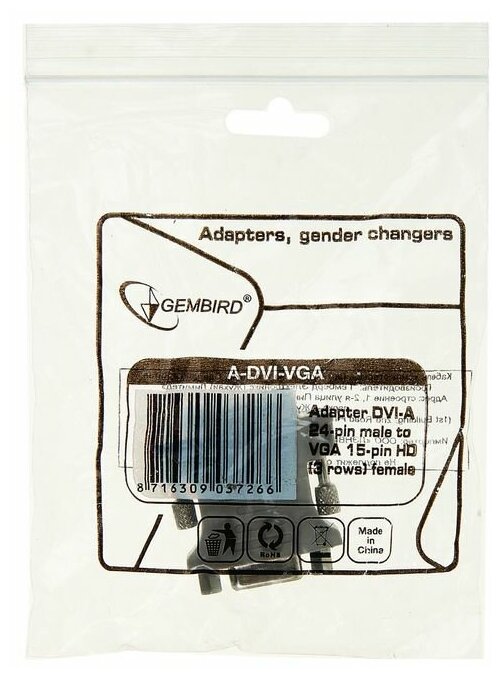 Adapters, gender changers
GEMBIRD®
A-DVI-VGA
Adapter DVI-A
24-pin male to
VGA 15-pin HD
(3 rows) female
8 716309 037266
RoHS
Made
in
China